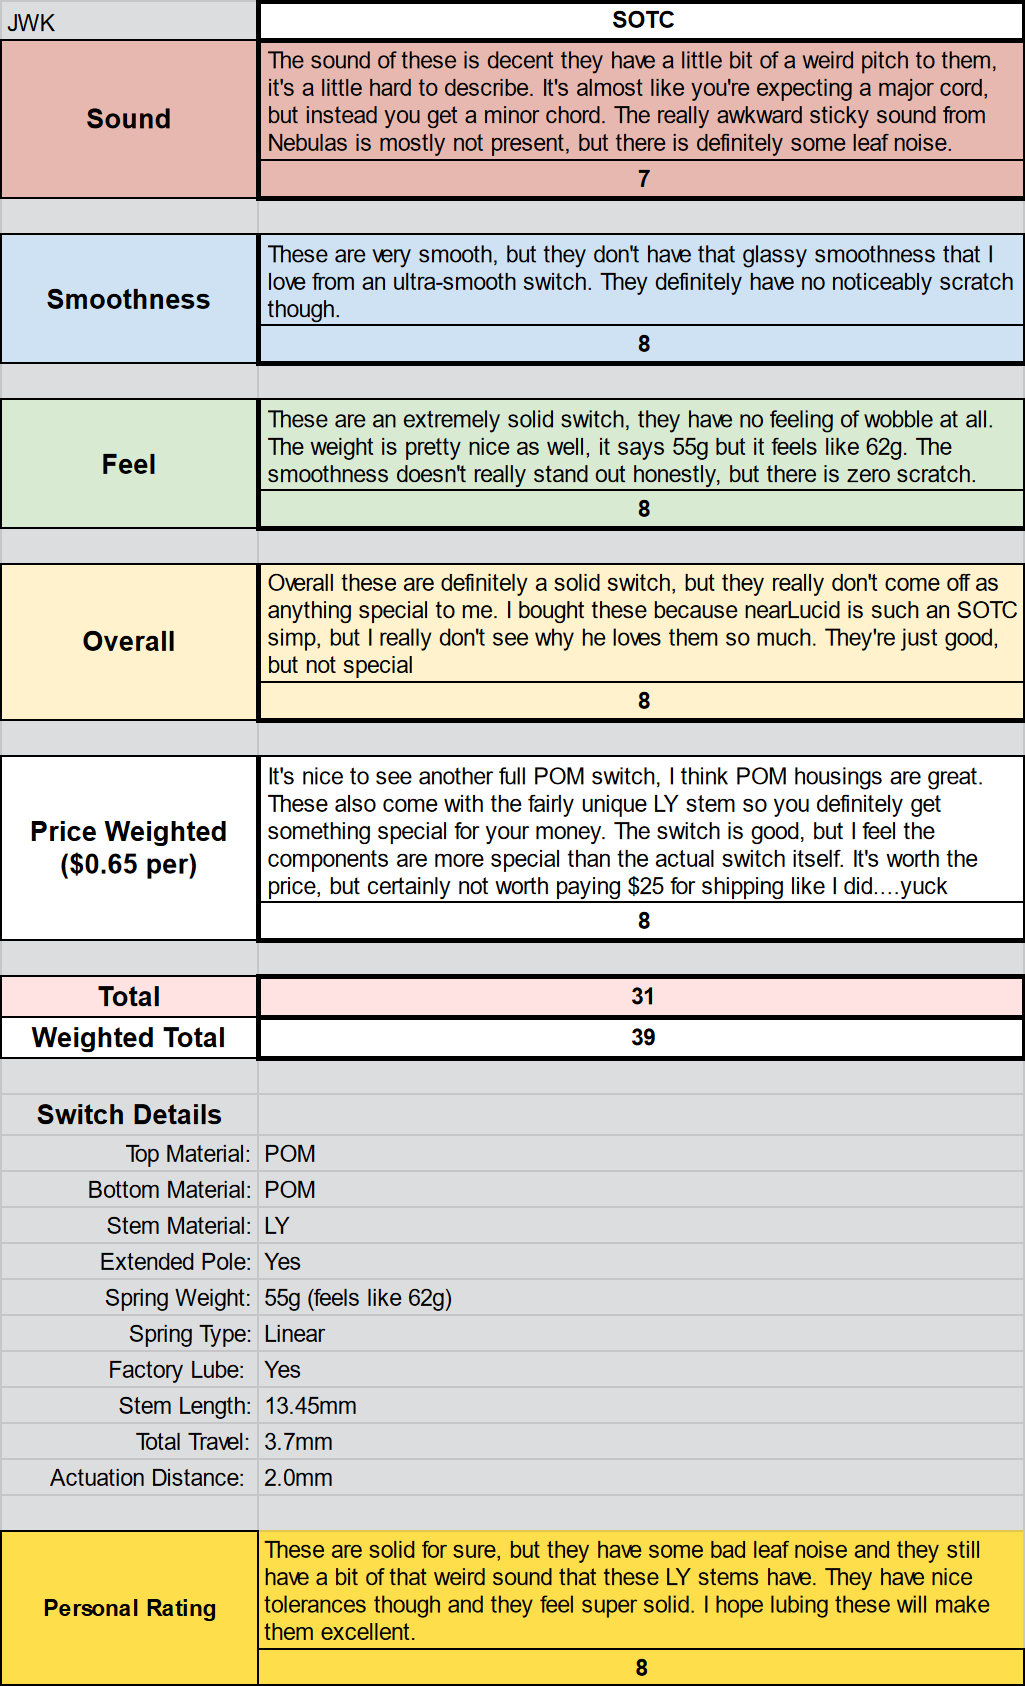 JWK
SOTC
Sound
The sound of these is decent they have a little bit of a weird pitch to them,
it's a little hard to describe. It's almost like you're expecting a major cord,
but instead you get a minor chord. The really awkward sticky sound from
Nebulas is mostly not present, but there is definitely some leaf noise.
7
Smoothness
These are very smooth, but they don't have that glassy smoothness that I
love from an ultra-smooth switch. They definitely have no noticeably scratch
though.
8
Feel
These are an extremely solid switch, they have no feeling of wobble at all.
The weight is pretty nice as well, it says 55g but it feels like 62g. The
smoothness doesn't really stand out honestly, but there is zero scratch.
8
Overall
Overall these are definitely a solid switch, but they really don't come off as
anything special to me. I bought these because nearLucid is such an SOTC
simp, but I really don't see why he loves them so much. They're just good,
but not special
8
Price Weighted
($0.65 per)
It's nice to see another full POM switch, I think POM housings are great.
These also come with the fairly unique LY stem so you definitely get
something special for your money. The switch is good, but I feel the
components are more special than the actual switch itself. It's worth the
price, but certainly not worth paying $25 for shipping like I did....yuck
8
Total
31
Weighted Total
39
Switch Details
Top Material: POM
Bottom Material: POM
Stem Material: LY
Extended Pole: Yes
Spring Weight: 55g (feels like 62g)
Spring Type: Linear
Factory Lube: Yes
Stem Length: 13.45mm
Total Travel: 3.7mm
Actuation Distance: 2.0mm
Personal Rating
These are solid for sure, but they have some bad leaf noise and they still
have a bit of that weird sound that these LY stems have. They have nice
tolerances though and they feel super solid. I hope lubing these will make
them excellent.
8